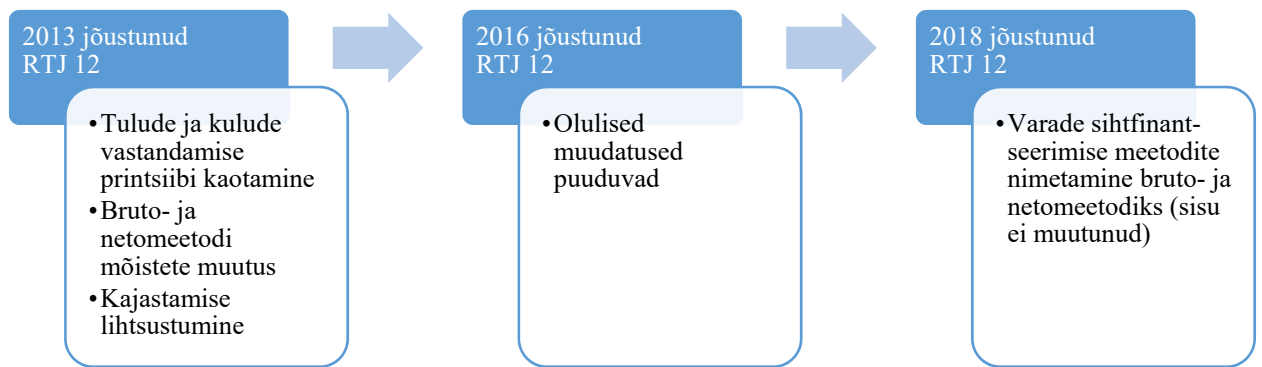 2013 jõustunud
RTJ 12
•Tulude ja kulude
vastandamise
printsiibi kaotamine
•Bruto- ja
netomeetodi
mõistete muutus
•Kajastamise
lihtsustumine
2016 jõustunud
RTJ 12
•Olulised
muudatused
puuduvad
2018 jõustunud
RTJ 12
•Varade sihtfinant-
seerimise meetodite
nimetamine bruto- ja
netomeetodiks (sisu
ei muutunud)